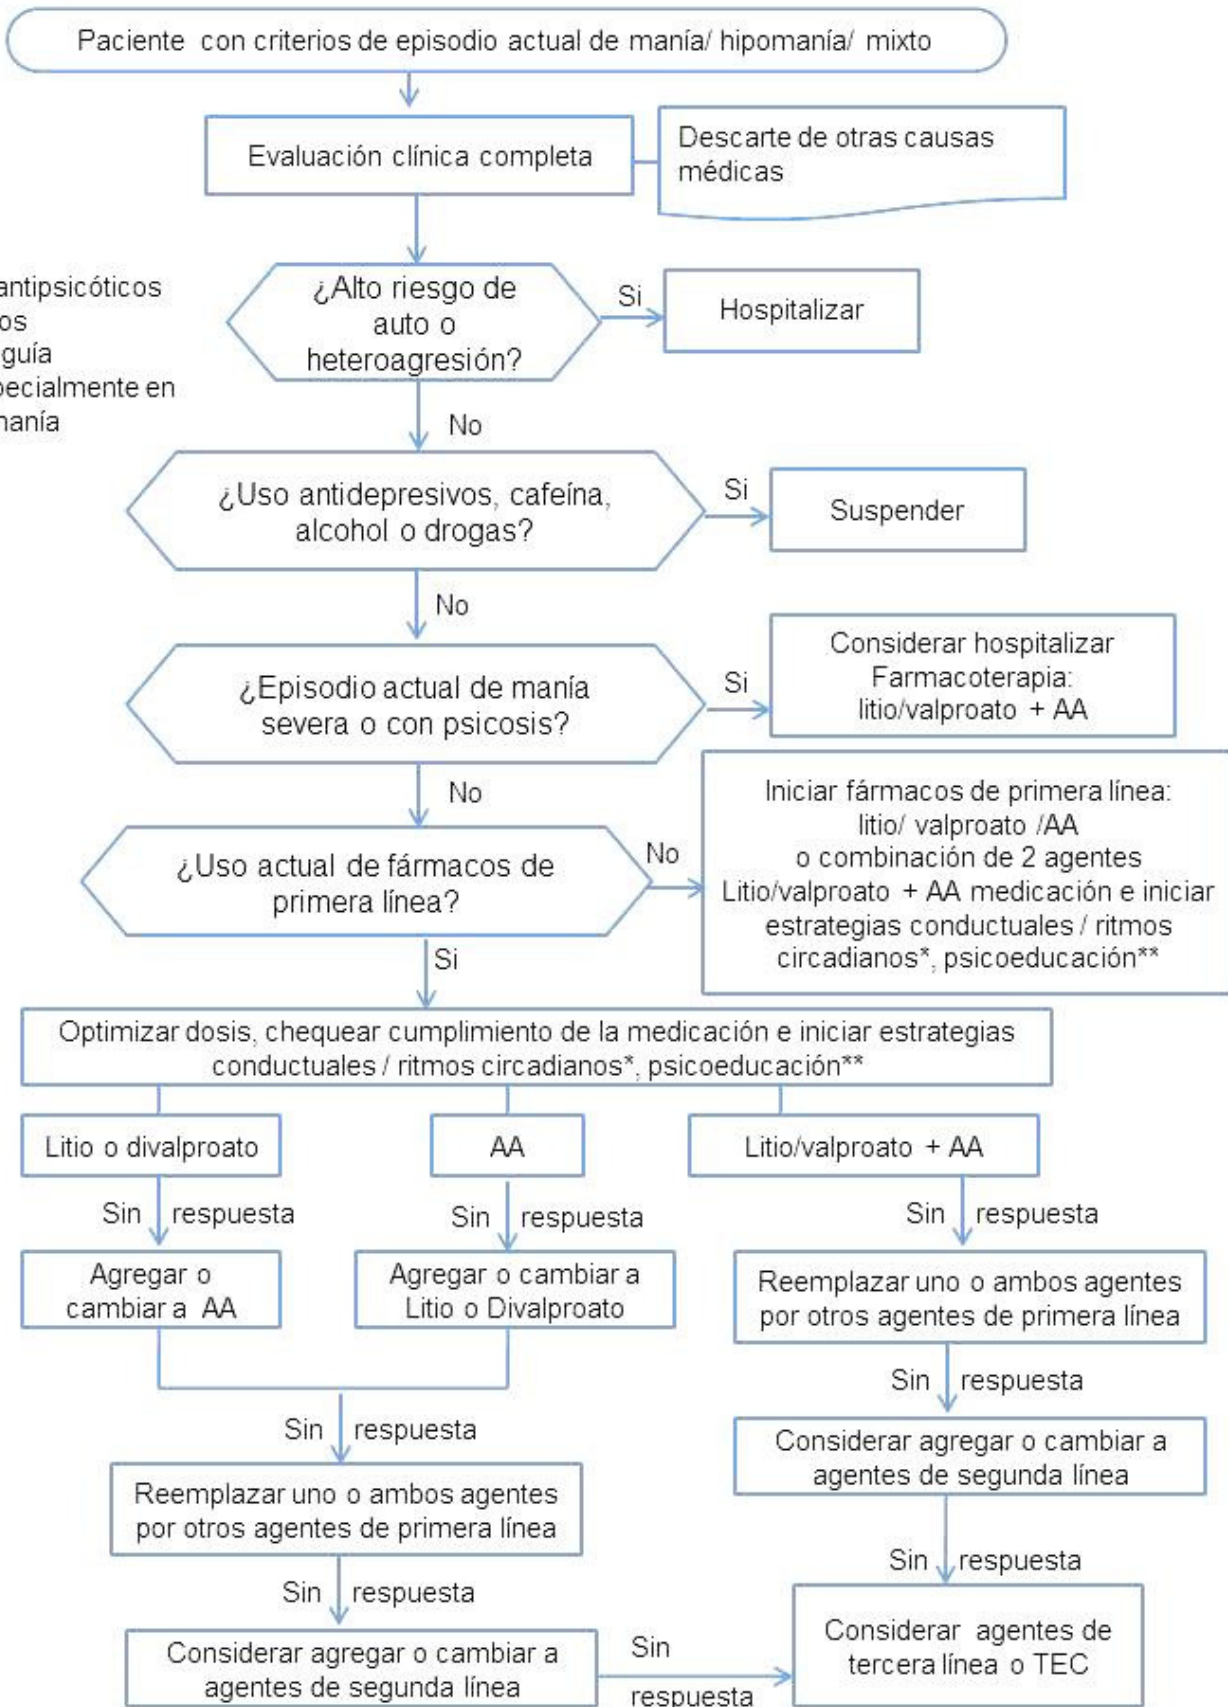 Paciente con criterios de episodio actual de manía/ hipomanía/ mixto
Evaluación clínica completa
Descarte de otras causas
médicas
antipsicóticos
os
guía
pecialmente en
nanía
¿Alto riesgo de
auto o
heteroagresión?
Si
Hospitalizar
No
¿Uso antidepresivos, cafeína,
alcohol o drogas?
Si
Suspender
No
¿Episodio actual de manía
severa o con psicosis?
Si
Considerar hospitalizar
Farmacoterapia:
litio/valproato + AA
No
¿Uso actual de fármacos de
primera línea?
No
Iniciar fármacos de primera línea:
litio/ valproato /AA
o combinación de 2 agentes
Litio/valproato + AA medicación e iniciar
estrategias conductuales / ritmos
circadianos*, psicoeducación**
Si
Optimizar dosis, chequear cumplimiento de la medicación e iniciar estrategias
conductuales / ritmos circadianos*, psicoeducación**
Litio o divalproato
AA
Litio/valproato + AA
Sin respuesta
Sin respuesta
Sin respuesta
Agregar o
cambiar a AA
Agregar o cambiar a
Litio o Divalproato
Reemplazar uno o ambos agentes
por otros agentes de primera línea
Sin respuesta
Sin respuesta
Considerar agregar o cambiar a
agentes de segunda línea
Reemplazar uno o ambos agentes
por otros agentes de primera línea
Sin respuesta
Sin respuesta
Considerar agregar o cambiar a
agentes de segunda línea
Sin
respuesta
Considerar agentes de
tercera línea o TEC